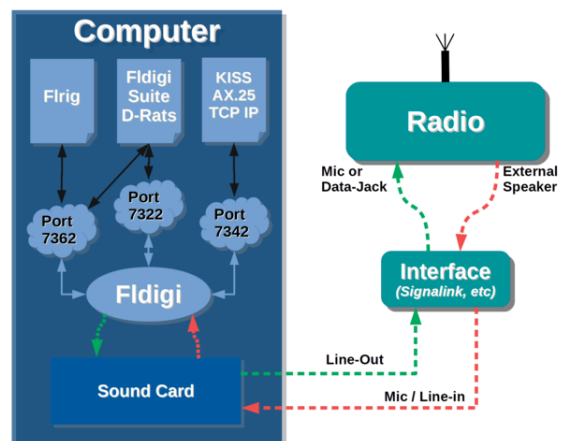 Computer
Flrig
Fldigi
Suite
D-Rats
KISS
AX.25
TCP IP
Port
7362
Port
7322
Port
7342
Fldigi
Sound Card
Radio
Mic or
Data-Jack
External
Speaker
Interface
(Signalink, etc)
Line-Out
Mic / Line-in